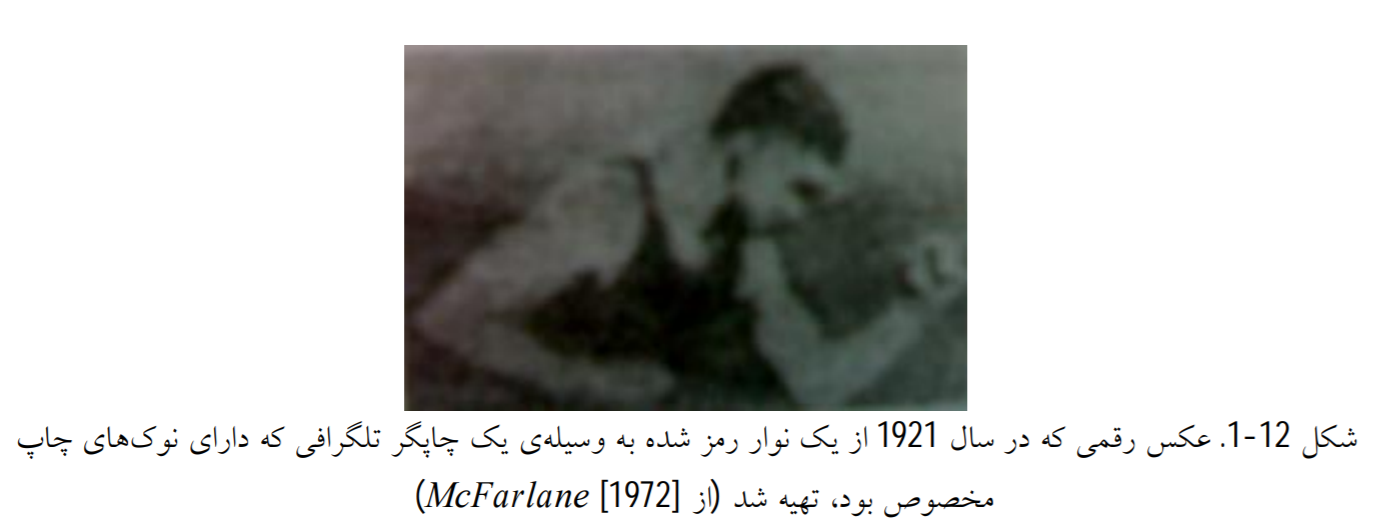 شکل 12-1. عکس رقمی که در سال 1921 از یک نوار رمز شده به وسیله‌ی یک چاپگر تلگرافی که دارای نوک‌های چاپ
مخصوص بود، تهیه شد (از McFarlane [1972])